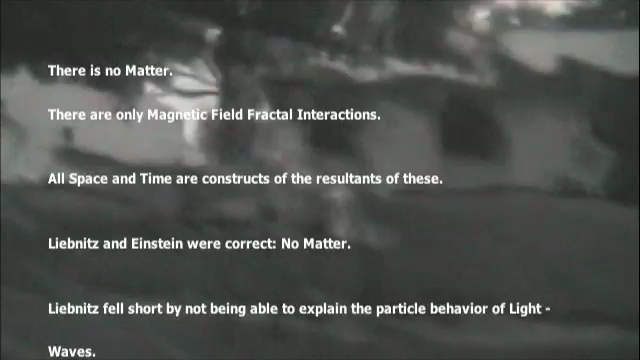 There is no Matter.
There are only Magnetic Field Fractal Interactions.
All Space and Time are constructs of the resultants of these.
Liebnitz and Einstein were correct: No Matter.
Liebnitz fell short by not being able to explain the particle behavior of Light -
Waves.